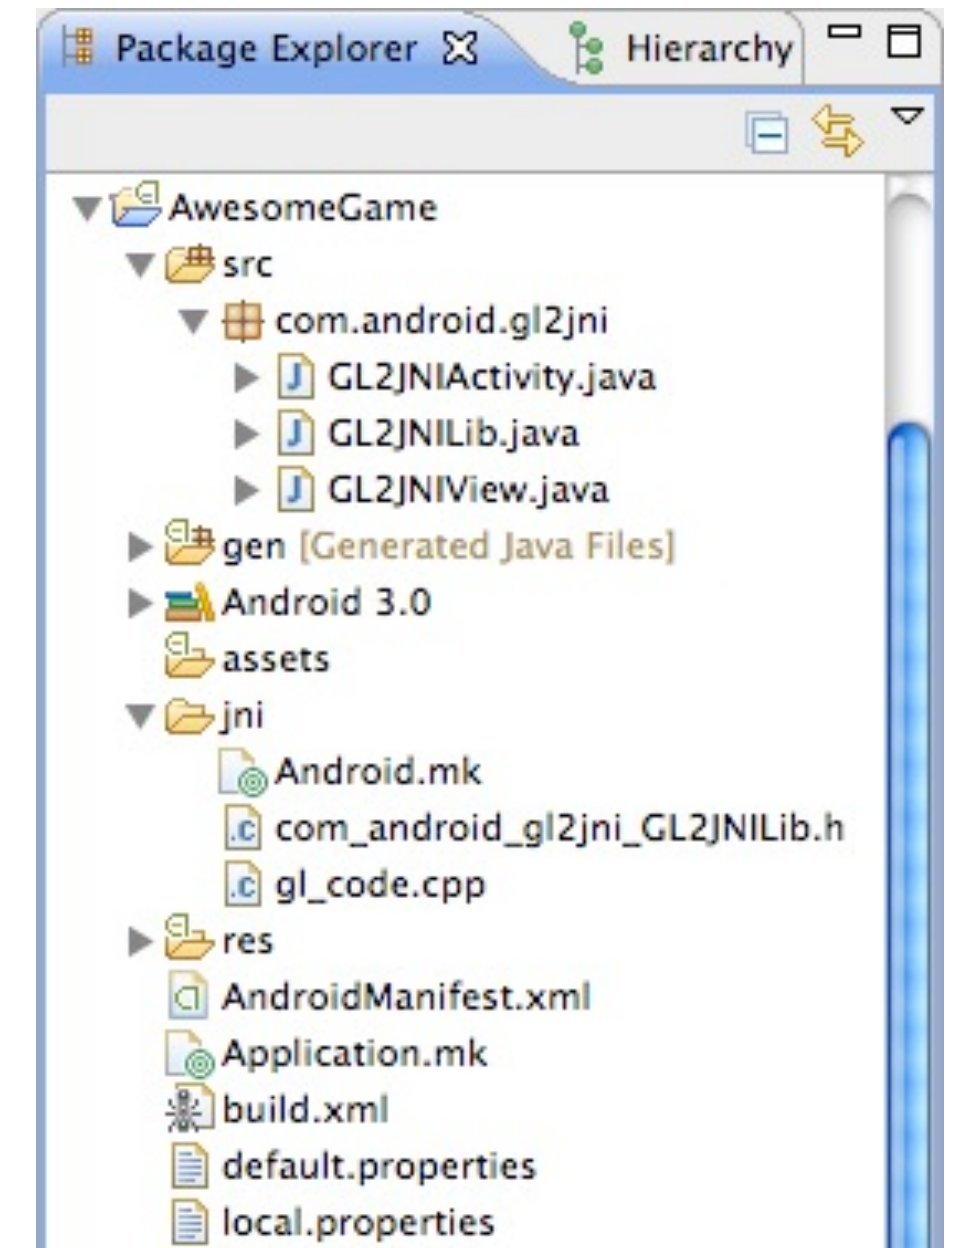 Package Explorer Hierarchy
AwesomeGame
src
com.android.gl2jni
GL2JNIActivity.java
GL2JNILib.java
GL2JNIView.java
gen [Generated Java Files]
Android 3.0
assets
jni
Android.mk
com_android_gl2jni_GL2JNILib.h
gl_code.cpp
res
AndroidManifest.xml
Application.mk
build.xml
default.properties
local.properties